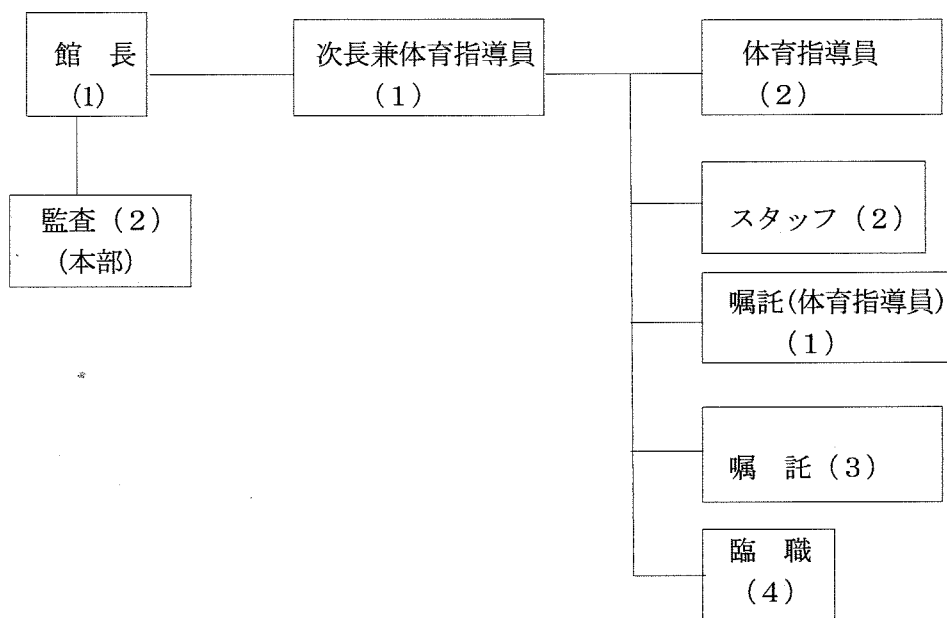 館　長
(1)
次長兼体育指導員
（１）
体育指導員
（２）
監査（２）
(本部)
スタッフ（２）
嘱託(体育指導員)
（１）
嘱　託（３）
臨　職
（４）